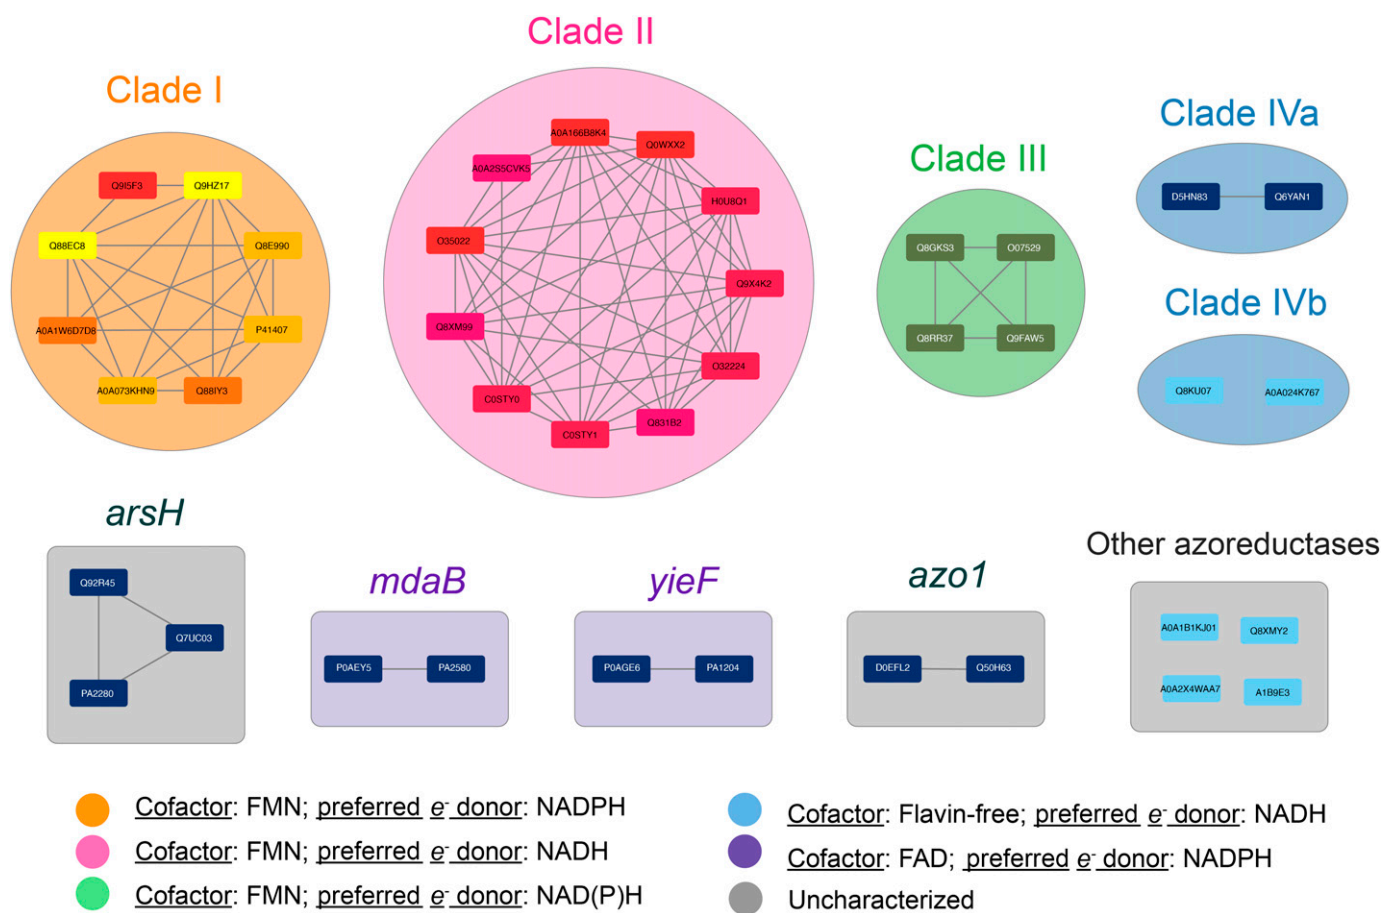 Clade I
Clade II
Clade III
Clade IVa
Clade IVb
Q9I5F3
Q9HZ17
Q88EC8
Q8E990
A0A1W6D7D8
P41407
A0A073KHN9
Q88IY3
A0A166B8K4
Q0WXX2
A0A2S5CVK5
H0U8Q1
O35022
Q9X4K2
Q8XM99
O32224
C0STY0
Q831B2
C0STY1
Q8GKS3
O07529
Q8RR37
Q9FAW5
D5HN83
Q6YAN1
Q8KU07
A0A024K767
arsH
Q92R45
Q7UC03
PA2280
mdaB
P0AEY5
PA2580
yieF
P0AGE6
PA1204
azo1
D0EFL2
Q50H63
Other azoreductases
A0A1B1KJ01
Q8XMY2
A0A2X4WAA7
A1B9E3
Cofactor: FMN; preferred e- donor: NADPH
Cofactor: FMN; preferred e- donor: NADH
Cofactor: FMN; preferred e- donor: NAD(P)H
Cofactor: Flavin-free; preferred e- donor: NADH
Cofactor: FAD; preferred e- donor: NADPH
Uncharacterized